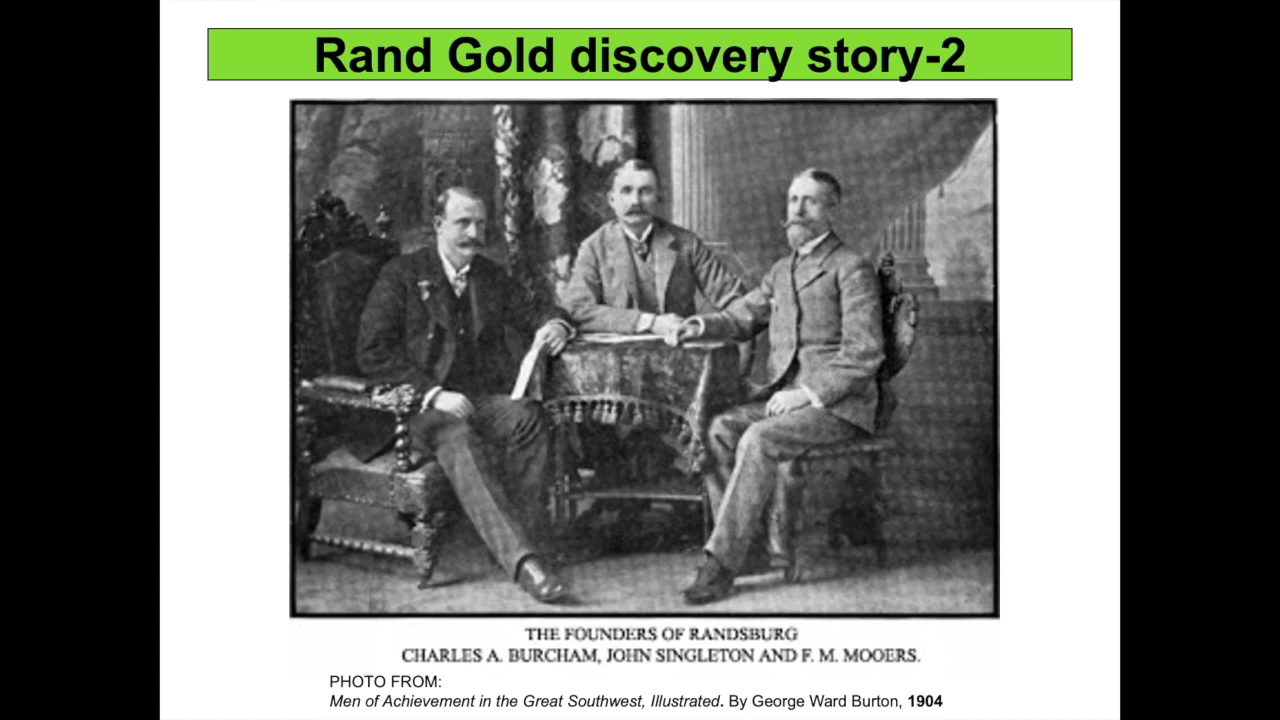 Rand Gold discovery story-2
THE FOUNDERS OF RANDSBURG
CHARLES A. BURCHAM, JOHN SINGLETON AND F. M. MOOERS.
PHOTO FROM:
Men of Achievement in the Great Southwest, Illustrated. By George Ward Burton, 1904